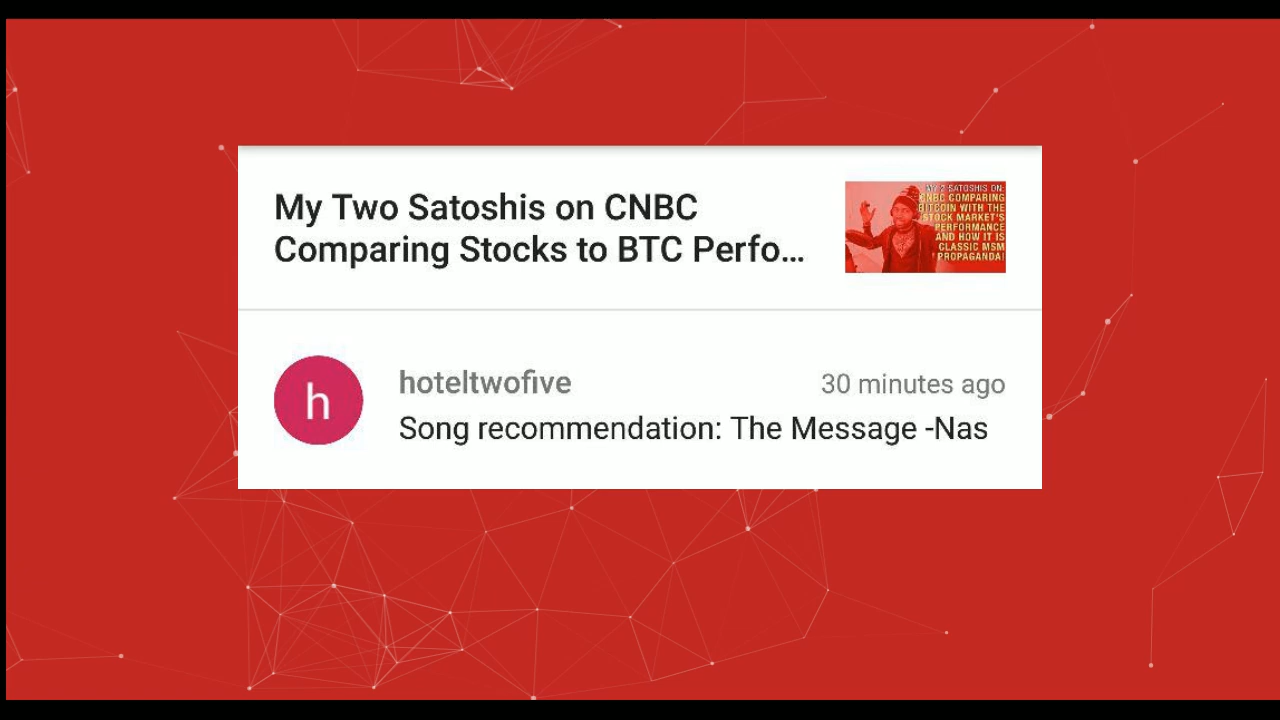 My Two Satoshis on CNBC
Comparing Stocks to BTC Perfo...
MY 2 SATOSHIS ON:
CNBC COMPARING
BITCOIN WITH THE
STOCK MARKET'S
PERFORMANCE
AND HOW IT IS
CLASSIC MSM
PROPAGANDA!
h
hoteltwofive
30 minutes ago
Song recommendation: The Message -Nas